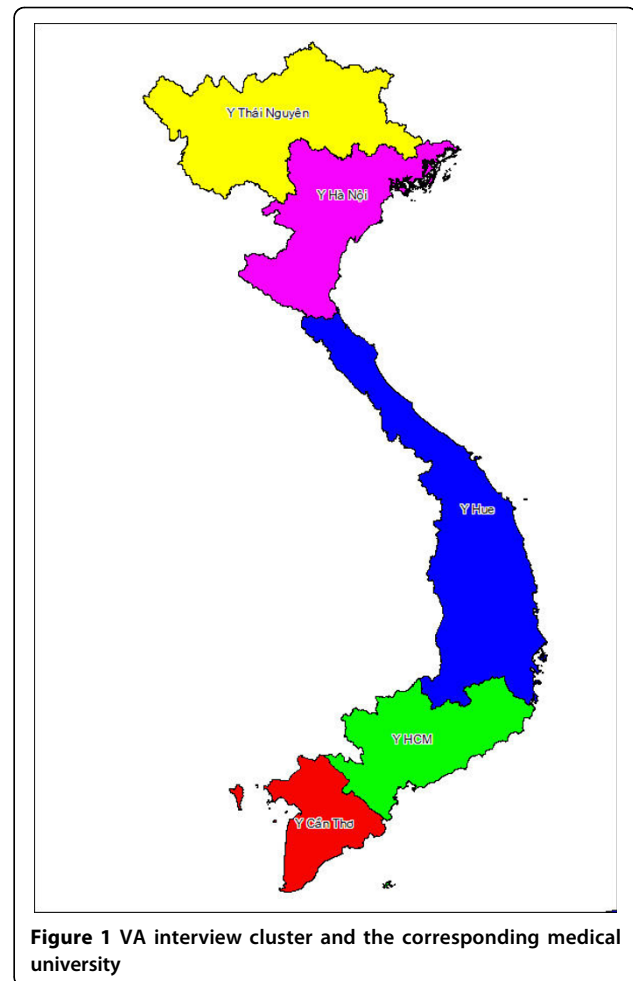 Y Thái Nguyên
Y Hà Nội
Y Hue
Y HCM
Y Cần Thơ
Figure 1 VA interview cluster and the corresponding medical
university